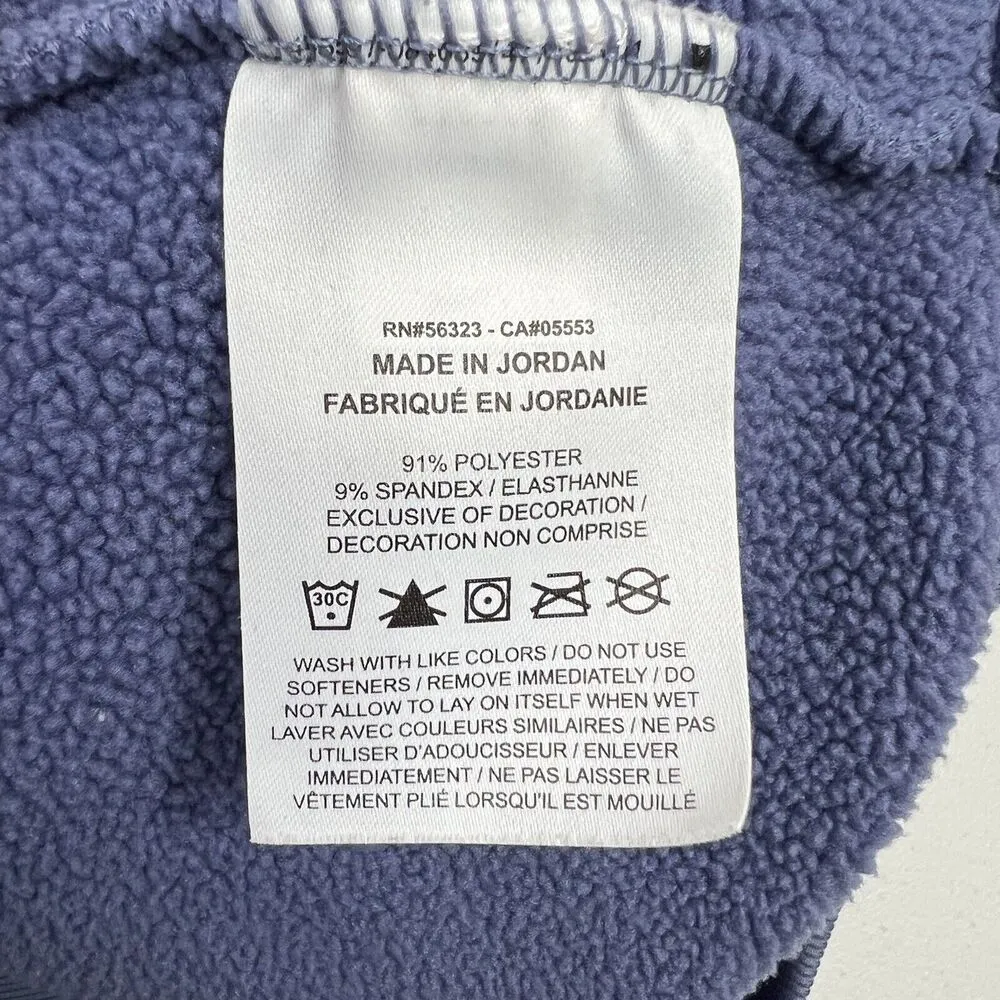 RN#56323 - CA#05553
MADE IN JORDAN
FABRIQUÉ EN JORDANIE
91% POLYESTER
9% SPANDEX / ELASTHANNE
EXCLUSIVE OF DECORATION /
DECORATION NON COMPRISE
30C
WASH WITH LIKE COLORS / DO NOT USE
SOFTENERS / REMOVE IMMEDIATELY / DO
NOT ALLOW TO LAY ON ITSELF WHEN WET
LAVER AVEC COULEURS SIMILAIRES / NE PAS
UTILISER D'ADOUCISSEUR / ENLEVER
IMMEDIATEMENT / NE PAS LAISSER LE
VÊTEMENT PLIÉ LORSQU'IL EST MOUILLÉ